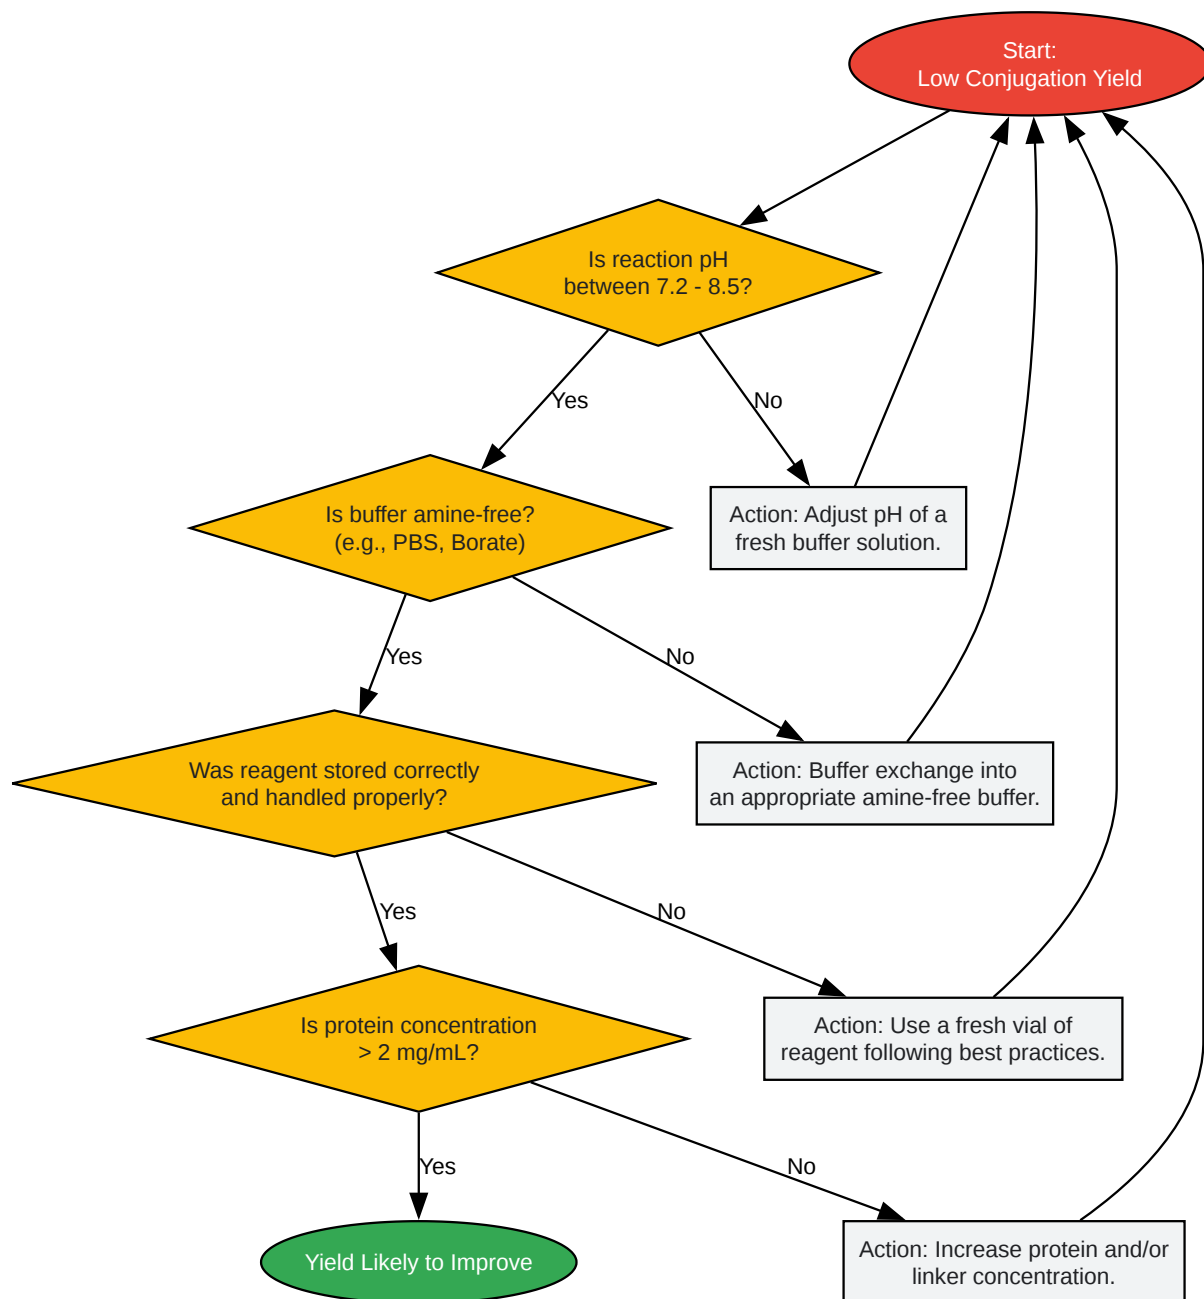 Start:
Low Conjugation Yield
Is reaction pH
between 7.2 - 8.5?
Yes
No
Is buffer amine-free?
(e.g., PBS, Borate)
Action: Adjust pH of a
fresh buffer solution.
Yes
No
Was reagent stored correctly
and handled properly?
Action: Buffer exchange into
an appropriate amine-free buffer.
Yes
No
Is protein concentration
> 2 mg/mL?
Action: Use a fresh vial of
reagent following best practices.
Yes
No
Yield Likely to Improve
Action: Increase protein and/or
linker concentration.